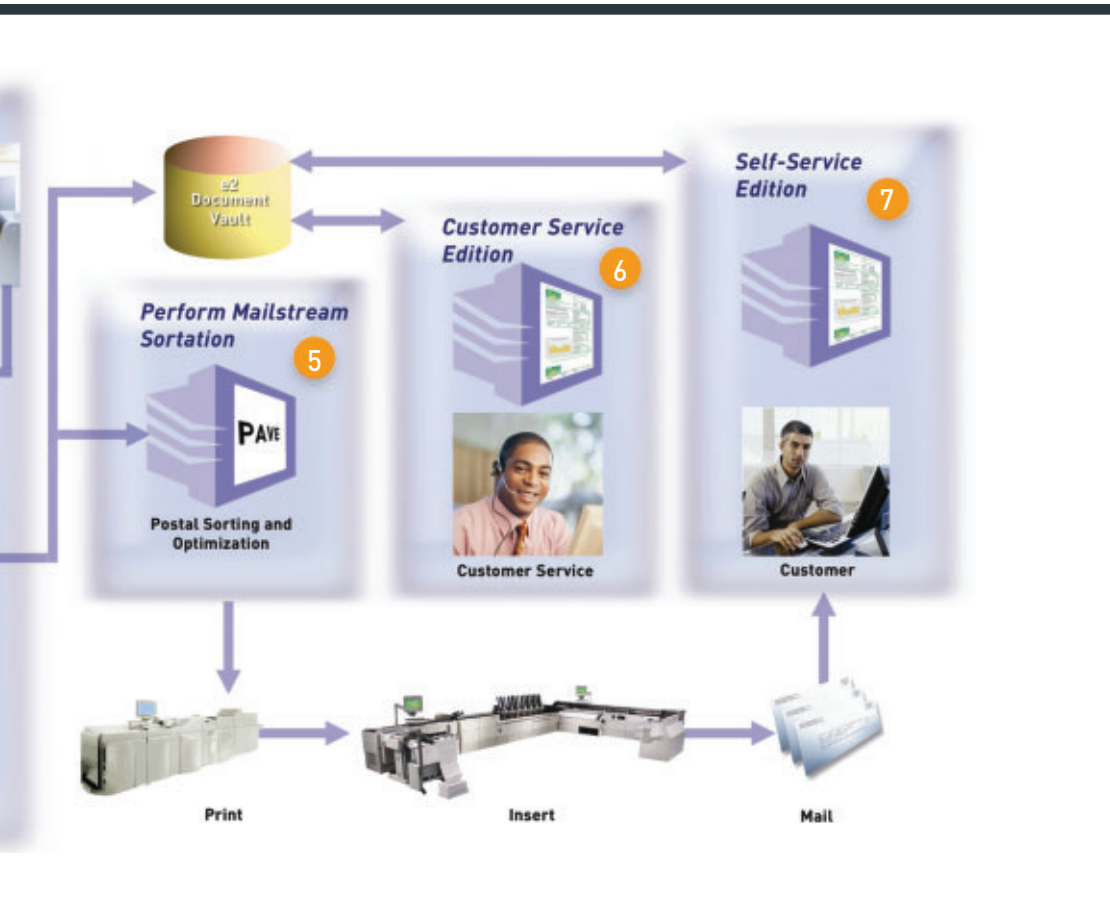 e2
Document
Vault
Self-Service
Edition
7
Customer Service
Edition
6
Perform Mailstream
Sortation
5
PAVE
Postal Sorting and
Optimization
Customer Service
Customer
Print
Insert
Mail